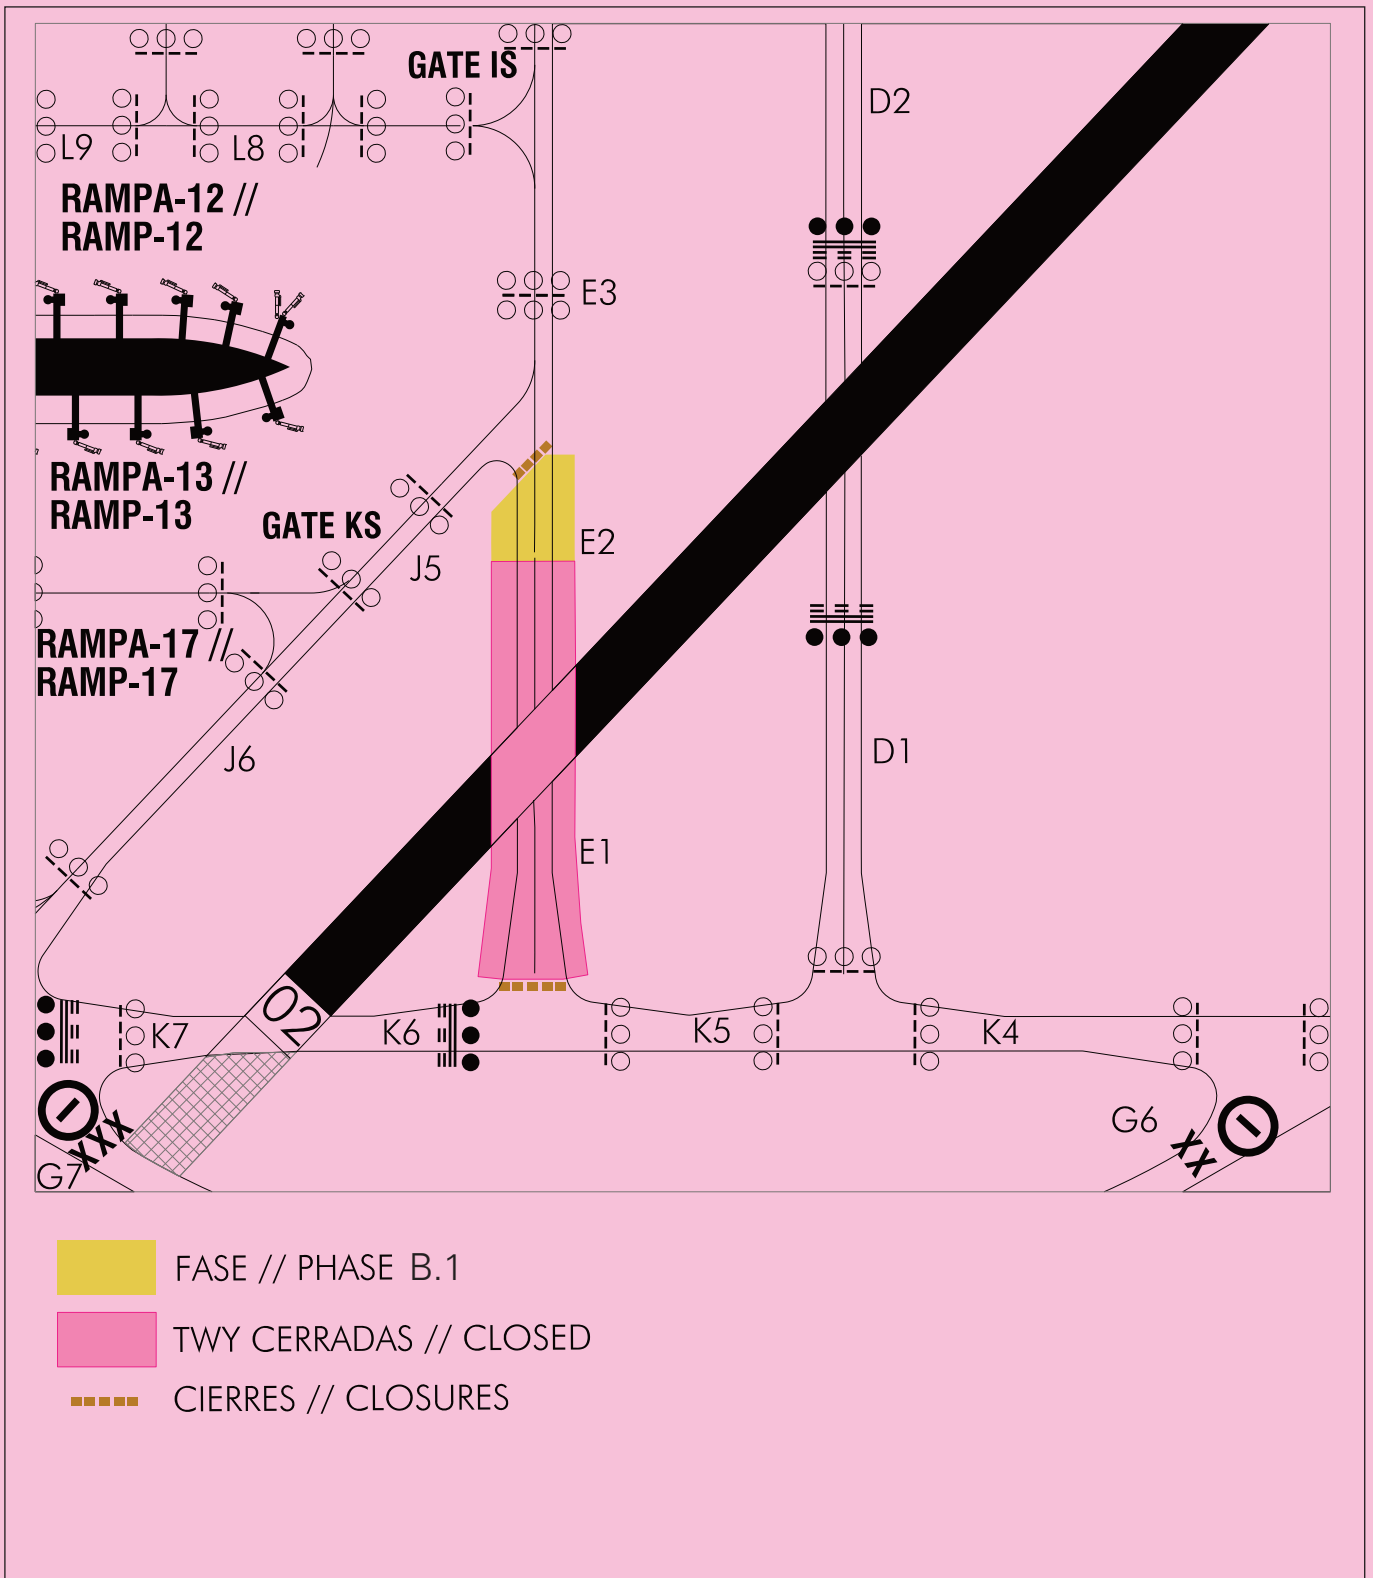 GATE IS
D2
L9
L8
RAMPA-12 //
RAMP-12
E3
RAMPA-13 //
RAMP-13
GATE KS
E2
J5
RAMPA-17 //
RAMP-17
J6
D1
E1
02
K7
K6
K5
K4
XXX
G7
G6
XX
FASE // PHASE B.1
TWY CERRADAS // CLOSED
CIERRES // CLOSURES